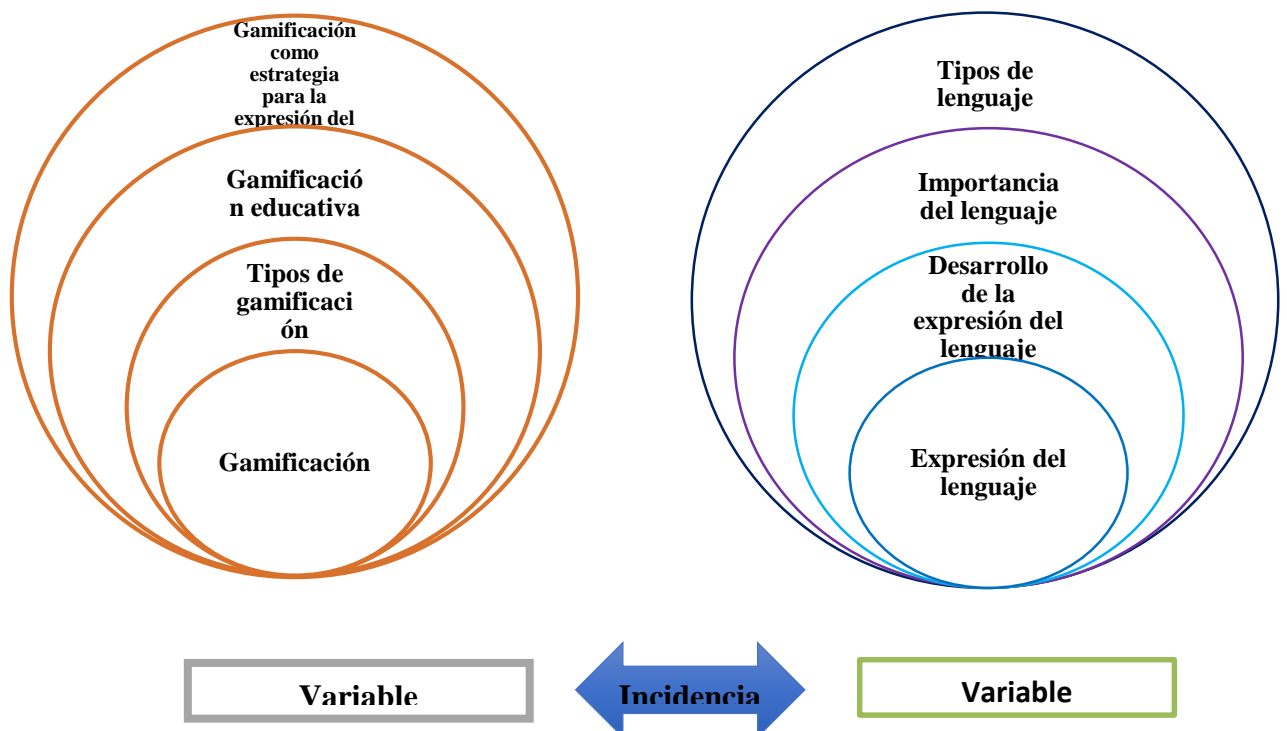 Gamificación
como
estrategia
para la
expresión del
Gamificació
n educativa
Tipos de
gamificaci
ón
Gamificación
Tipos de
lenguaje
Importancia
del lenguaje
Desarrollo
de la
expresión del
lenguaje
Expresión del
lenguaje
Variable
Incidencia
Variable